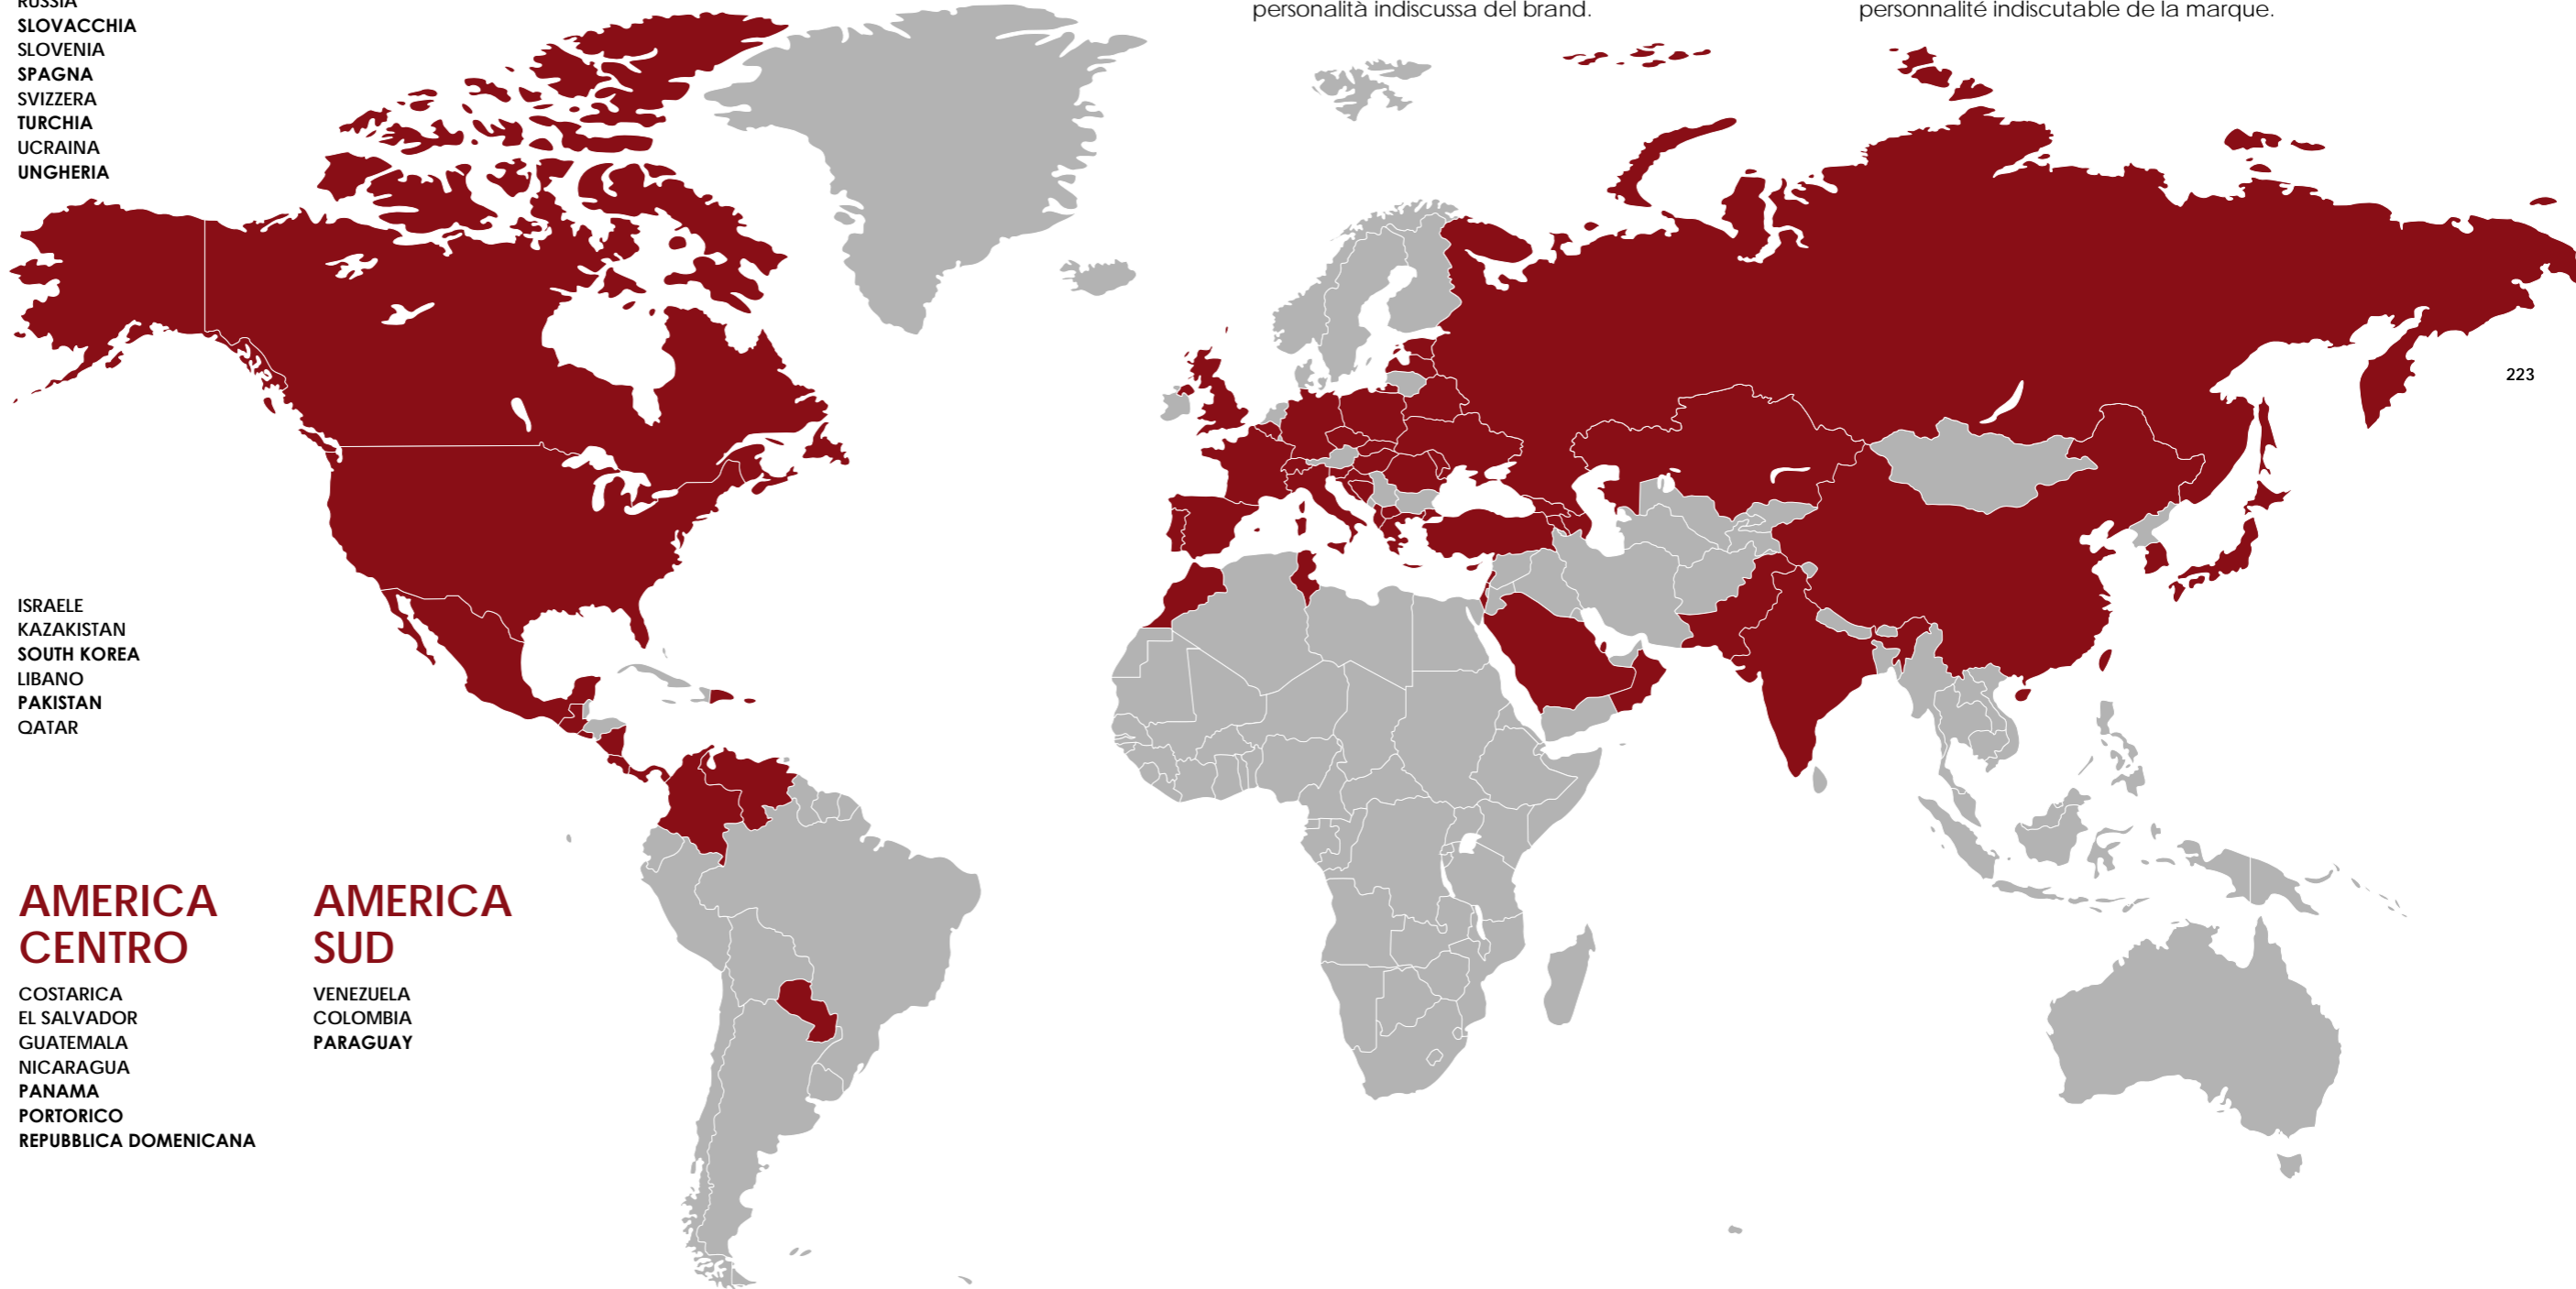 RUSSIA
SLOVACCHIA
SLOVENIA
SPAGNA
SVIZZERA
TURCHIA
UCRAINA
UNGHERIA
personalità indiscussa del brand.
personnalité indiscutable de la marque.
223
ISRAELE
KAZAKISTAN
SOUTH KOREA
LIBANO
PAKISTAN
QATAR
AMERICA
CENTRO
COSTARICA
EL SALVADOR
GUATEMALA
NICARAGUA
PANAMA
PORTORICO
REPUBBLICA DOMENICANA
AMERICA
SUD
VENEZUELA
COLOMBIA
PARAGUAY